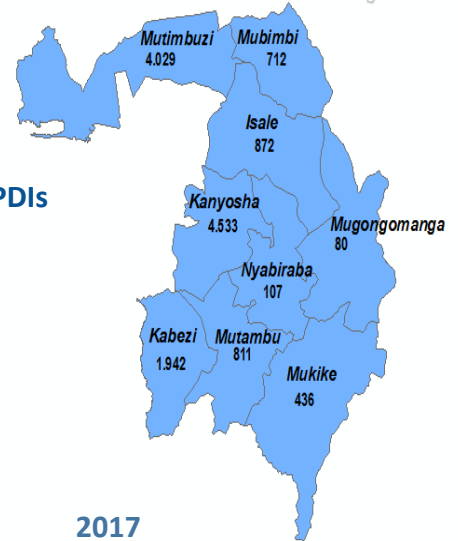 Mutimbuzi
4.029
Mubimbi
712
Isale
872
PDIs
Kanyosha
4.533
Mugongomanga
80
Nyabiraba
107
Kabezi
1.942
Mutambu
811
Mukike
436
2017